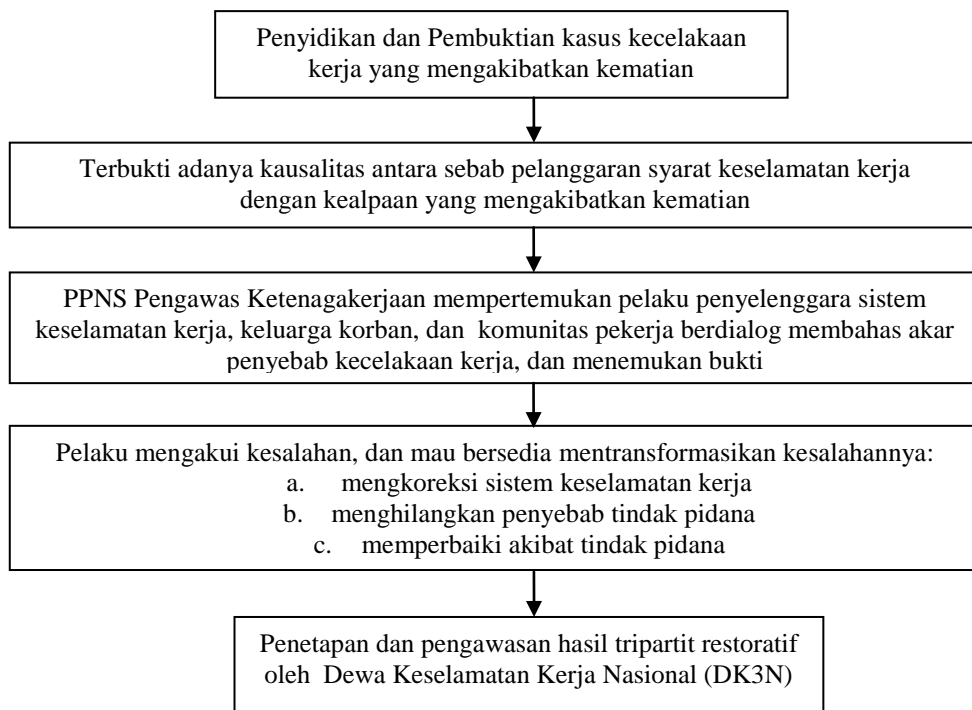 Penyidikan dan Pembuktian kasus kecelakaan
kerja yang mengakibatkan kematian
Terbukti adanya kausalitas antara sebab pelanggaran syarat keselamatan kerja
dengan kealpaan yang mengakibatkan kematian
PPNS Pengawas Ketenagakerjaan mempertemukan pelaku penyelenggara sistem
keselamatan kerja, keluarga korban, dan komunitas pekerja berdialog membahas akar
penyebab kecelakaan kerja, dan menemukan bukti
Pelaku mengakui kesalahan, dan mau bersedia mentransformasikan kesalahannya:
a. mengkoreksi sistem keselamatan kerja
b. menghilangkan penyebab tindak pidana
c. memperbaiki akibat tindak pidana
Penetapan dan pengawasan hasil tripartit restoratif
oleh Dewa Keselamatan Kerja Nasional (DK3N)